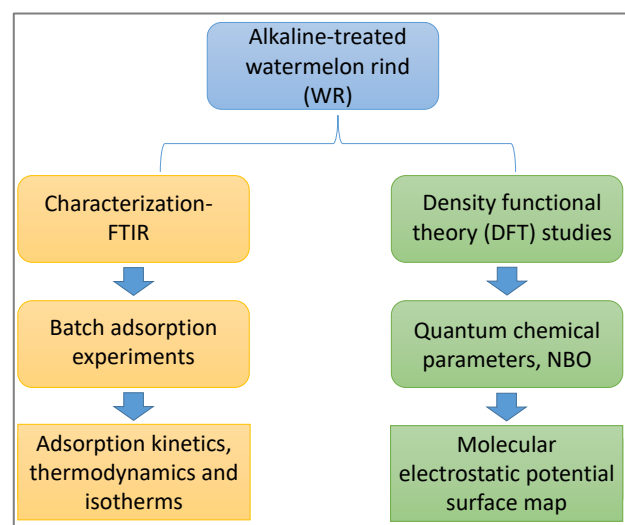 Alkaline-treated
watermelon rind
(WR)
Characterization-
FTIR
Density functional
theory (DFT) studies
Batch adsorption
experiments
Quantum chemical
parameters, NBO
Adsorption kinetics,
thermodynamics and
isotherms
Molecular
electrostatic potential
surface map